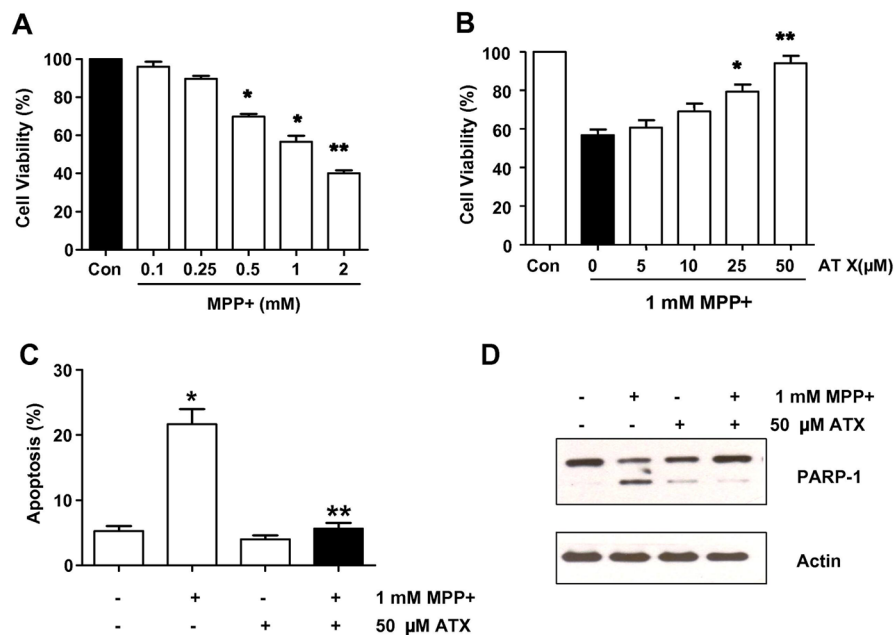 A
Cell Viability (%)
100
80
60
40
20
0
*
*
**
Con 0.1 0.25 0.5 1 2
MPP+ (mM)
B
Cell Viability (%)
100
80
60
40
20
0
*
**
Con 0 5 10 25 50 AT X(µM)
1 mM MPP+
C
Apoptosis (%)
30
20
10
0
*
**
- + - + 1 mM MPP+
- - + + 50 µM ATX
D
- + - + 1 mM MPP+
- - + + 50 µM ATX
PARP-1
Actin